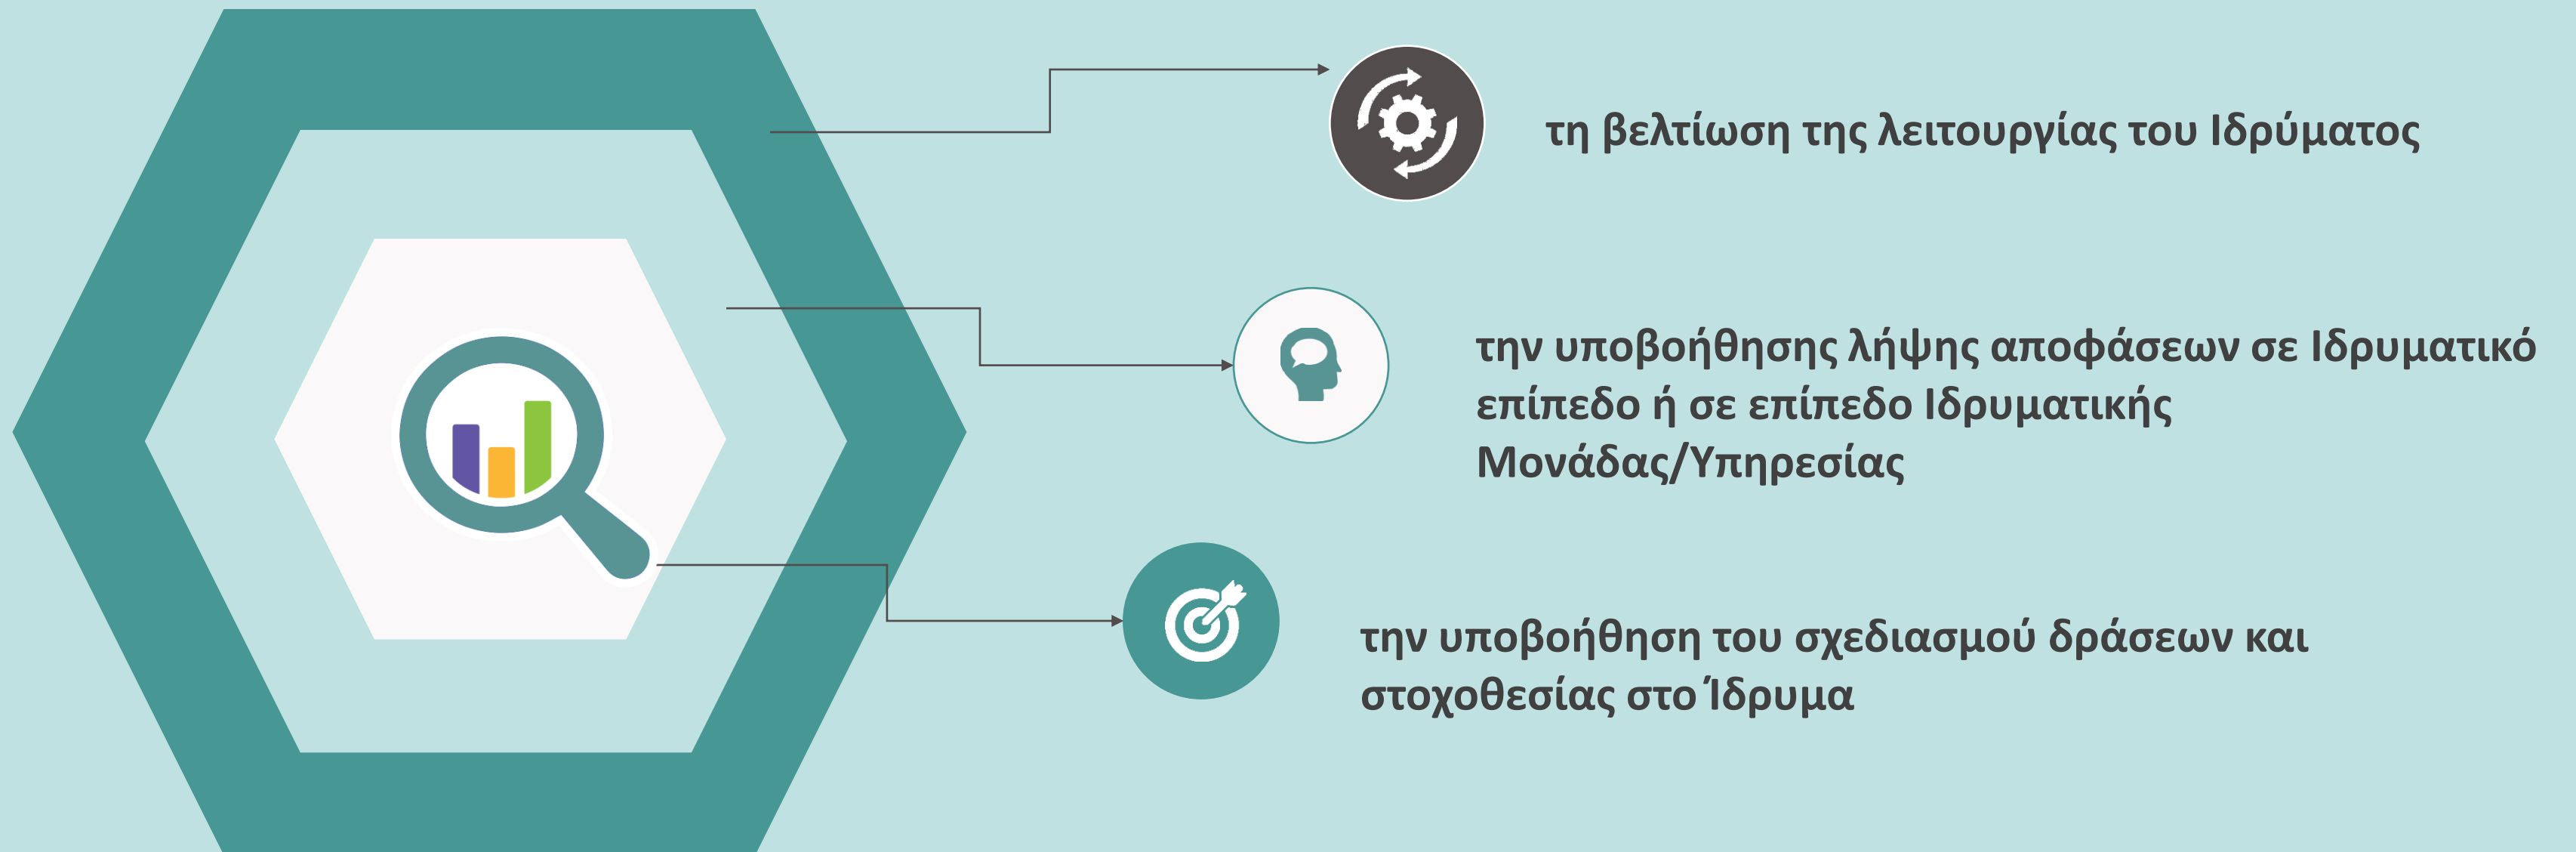 τη βελτίωση της λειτουργίας του Ιδρύματος
την υποβοήθησης λήψης αποφάσεων σε Ιδρυματικό
επίπεδο ή σε επίπεδο Ιδρυματικής
Μονάδας/Υπηρεσίας
την υποβοήθηση του σχεδιασμού δράσεων και
στοχοθεσίας στο Ίδρυμα